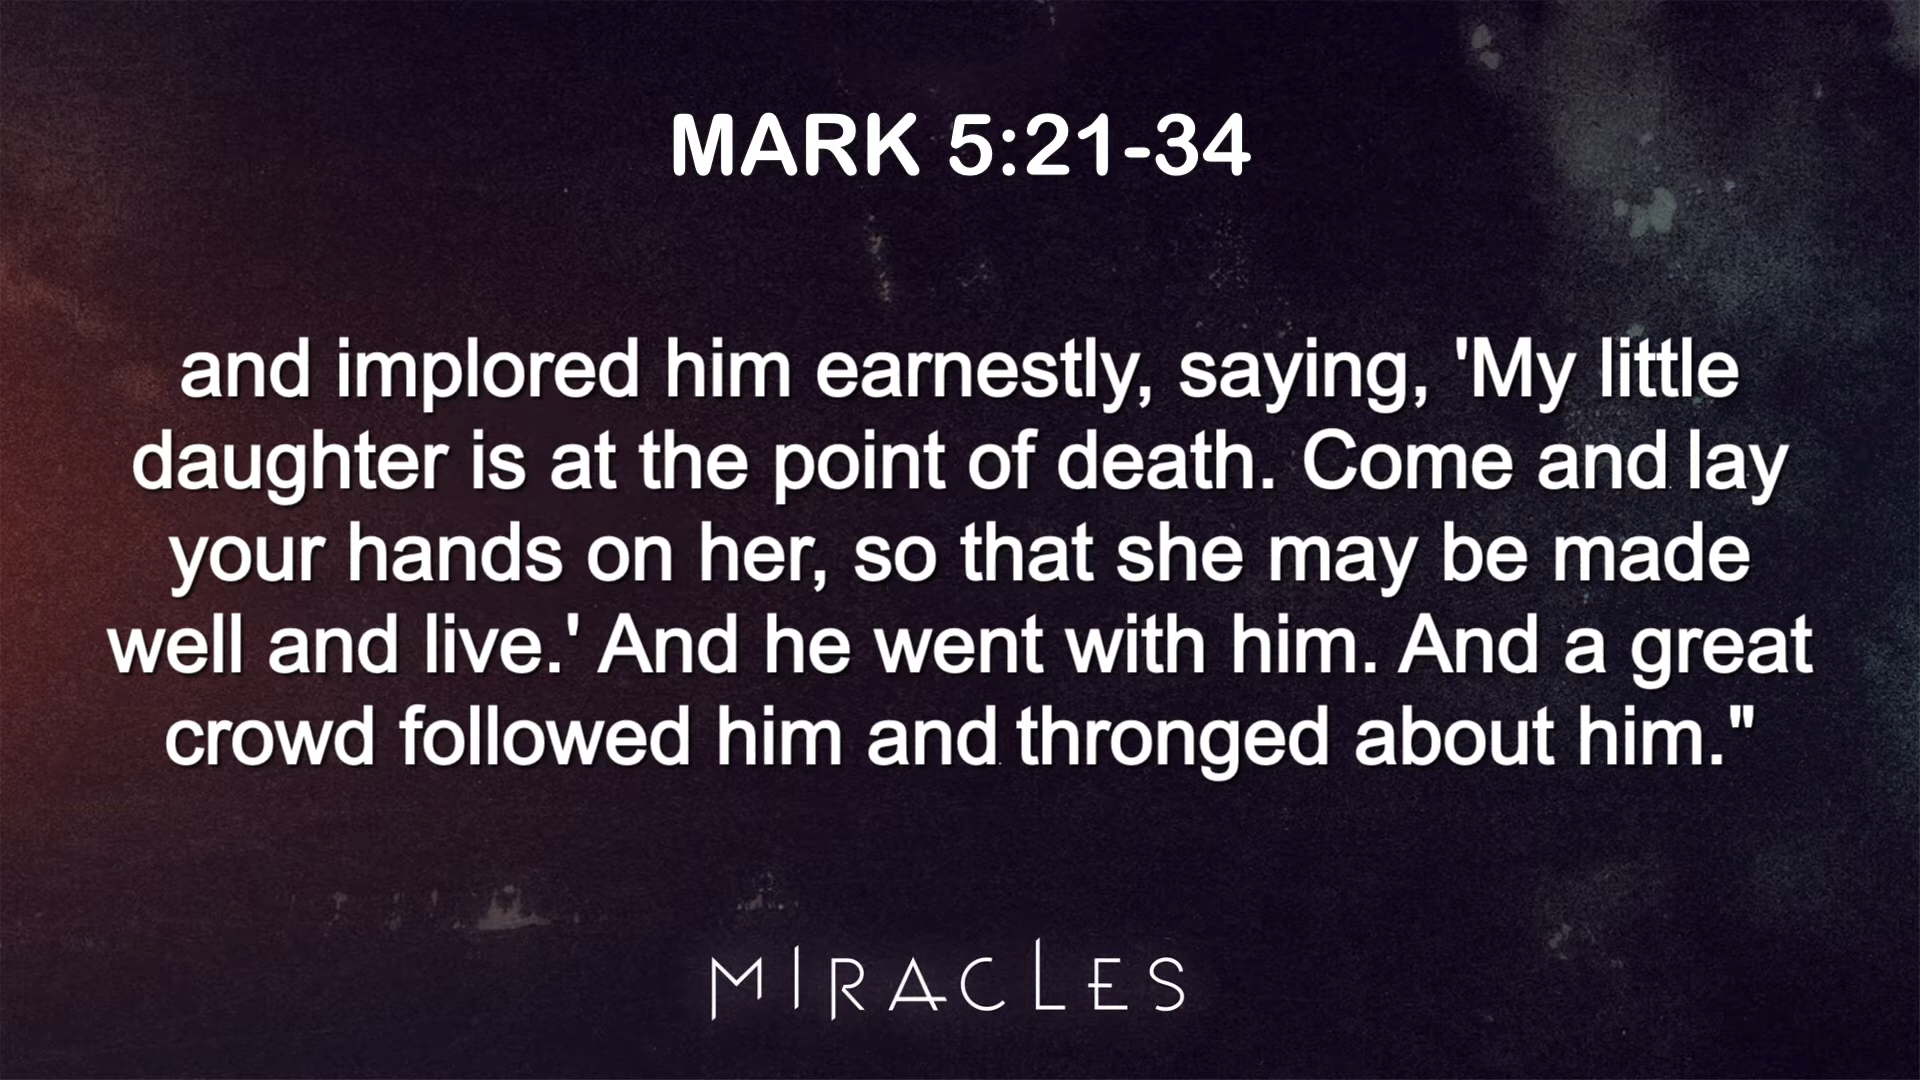 MARK 5:21-34
and implored him earnestly, saying, 'My little
daughter is at the point of death. Come and lay
your hands on her, so that she may be made
well and live.' And he went with him. And a great
crowd followed him and thronged about him."
MIRACLES